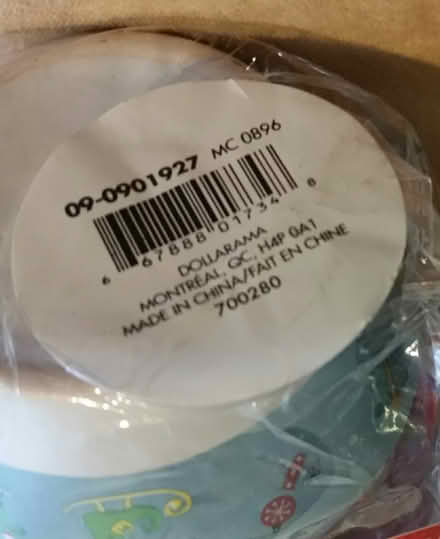 09-0901927 MC 0896
6 67888 01734 8
DOLLARAMA
MONTRÉAL, QC, H4P 0A1
MADE IN CHINA/FAIT EN CHINE
700280